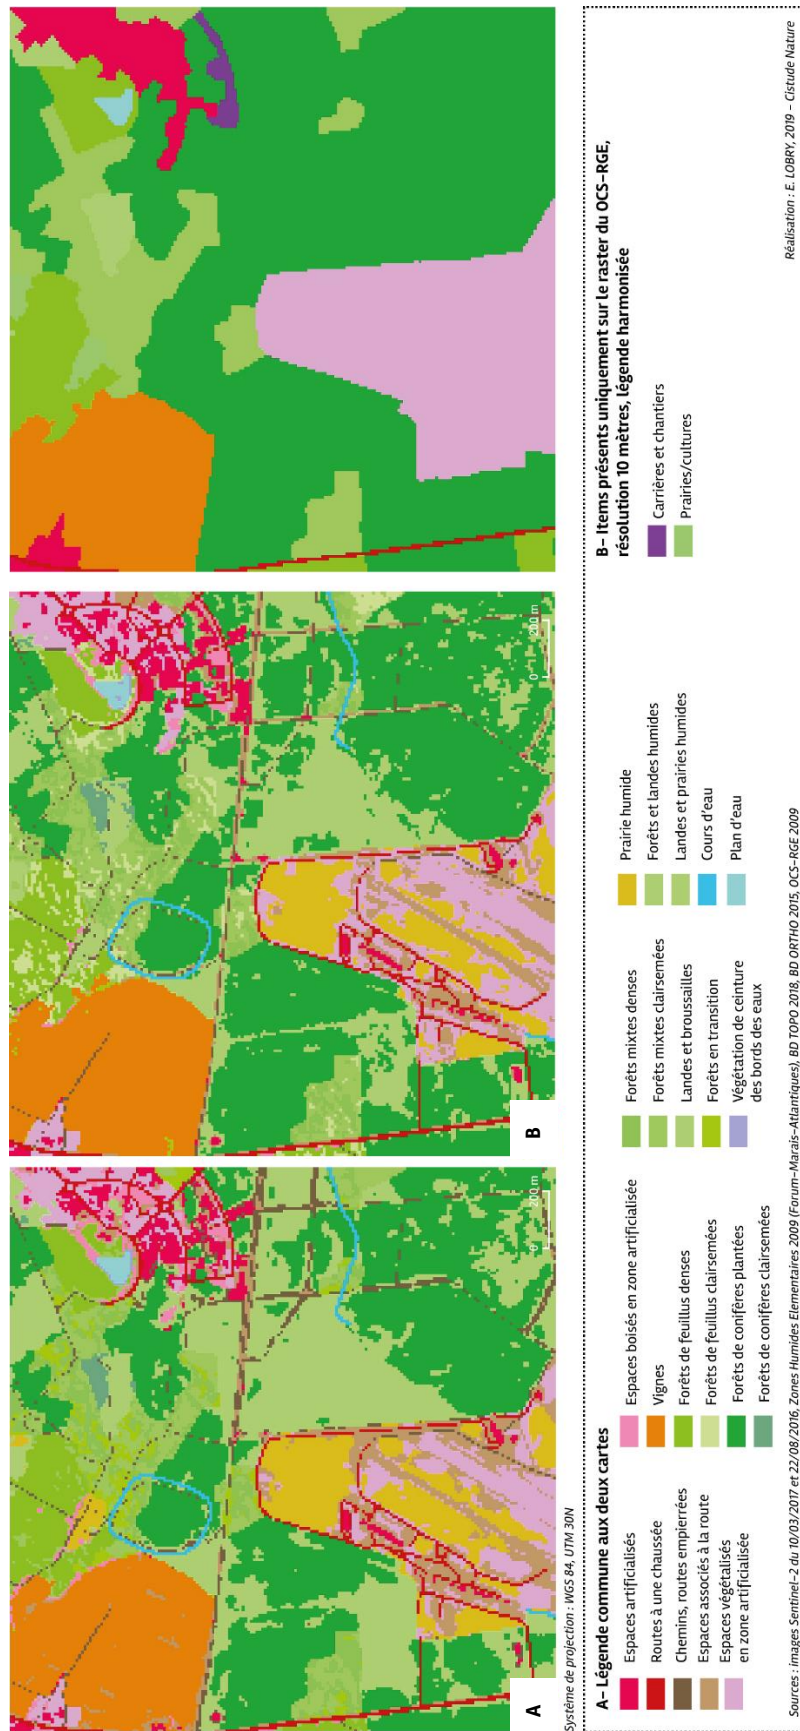 A
0 200 m
B
0 200 m
Système de projection : WGS 84, UTM 30N
A- Légende commune aux deux cartes
Espaces artificialisés
Routes à une chaussée
Chemins, routes empierrées
Espaces associés à la route
Espaces végétalisés
en zone artificialisée
Espaces boisés en zone artificialisée
Vignes
Forêts de feuillus denses
Forêts de feuillus clairsemées
Forêts de conifères plantées
Forêts de conifères clairsemées
Forêts mixtes denses
Forêts mixtes clairsemées
Landes et broussailles
Forêts en transition
Végétation de ceinture
des bords des eaux
Prairie humide
Forêts et landes humides
Landes et prairies humides
Cours d'eau
Plan d'eau
B- Items présents uniquement sur le raster du OCS-RGE,
résolution 10 mètres, légende harmonisée
Carrières et chantiers
Prairies/cultures
Sources : images Sentinel-2 du 10/03/2017 et 22/08/2016, Zones Humides Elementaires 2009 (Forum-Marais-Atlantiques), BD TOPO 2018, BD ORTHO 2015, OCS-RGE 2009
Réalisation : E. LOBRY, 2019 - Cistude Nature